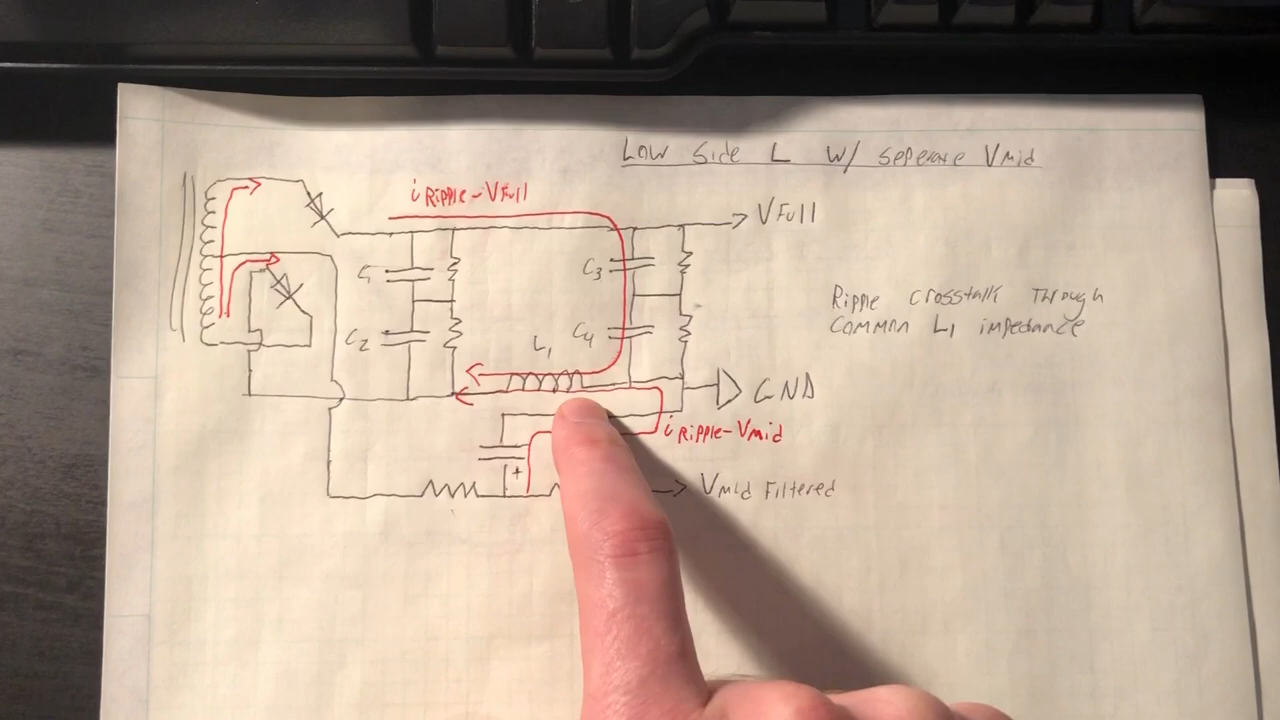 Low Side L w/ Seperate Vmid
i Ripple-VFull
VFull
C1
C3
Ripple crosstalk Through
Common L1 impedance
C2
C4
L1
GND
i Ripple-Vmid
+
Vmid Filtered